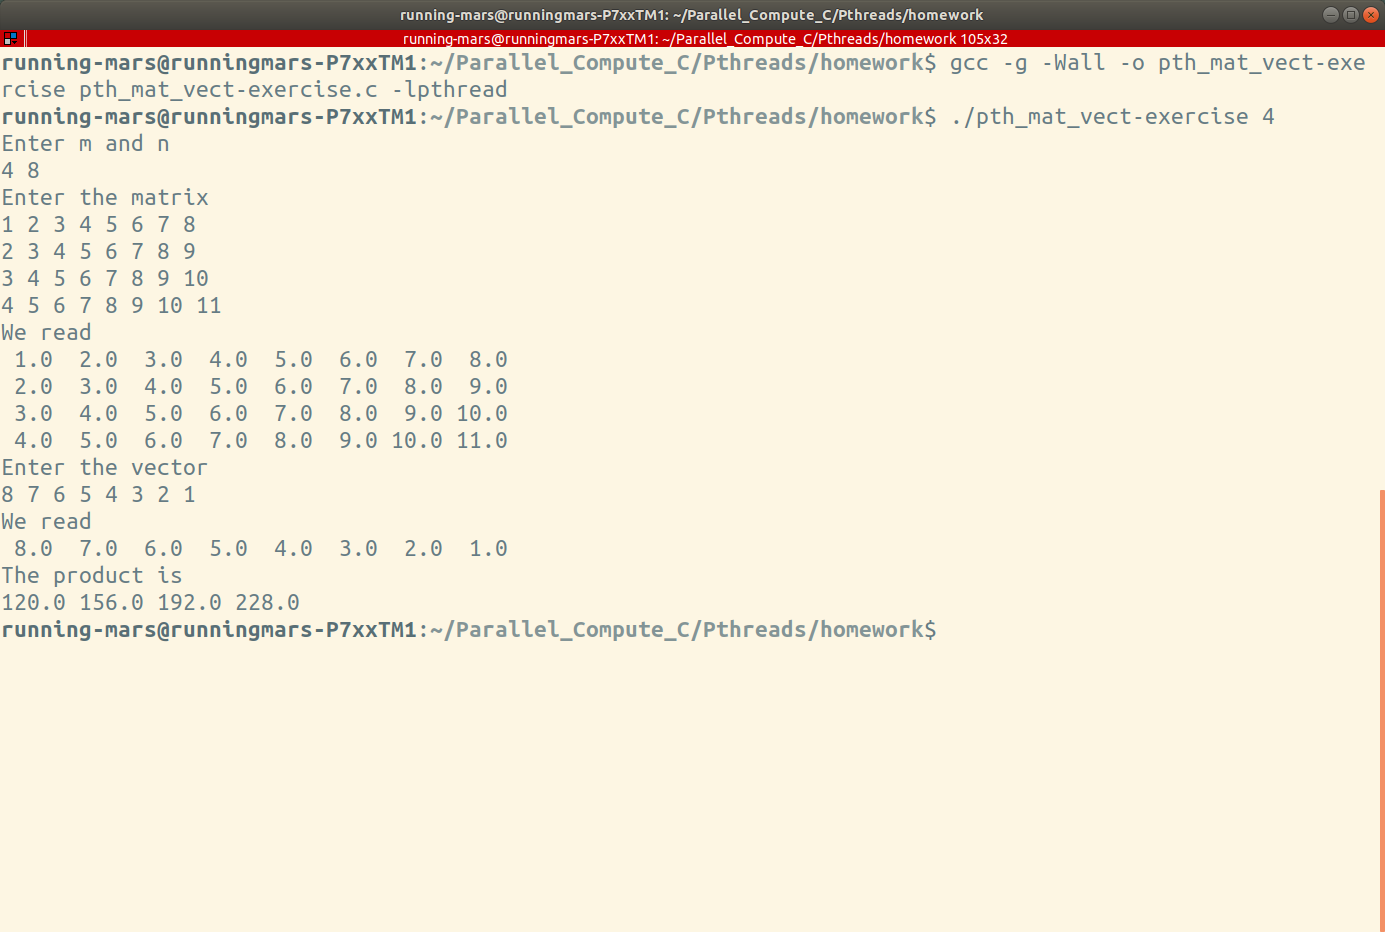 running-mars@runningmars-P7xxTM1: ~/Parallel_Compute_C/Pthreads/homework
running-mars@runningmars-P7xxTM1: ~/Parallel_Compute_C/Pthreads/homework 105x32
running-mars@runningmars-P7xxTM1:~/Parallel_Compute_C/Pthreads/homework$ gcc -g -Wall -o pth_mat_vect-exe
rcise pth_mat_vect-exercise.c -lpthread
running-mars@runningmars-P7xxTM1:~/Parallel_Compute_C/Pthreads/homework$ ./pth_mat_vect-exercise 4
Enter m and n
4 8
Enter the matrix
1 2 3 4 5 6 7 8
2 3 4 5 6 7 8 9
3 4 5 6 7 8 9 10
4 5 6 7 8 9 10 11
We read
 1.0  2.0  3.0  4.0  5.0  6.0  7.0  8.0
 2.0  3.0  4.0  5.0  6.0  7.0  8.0  9.0
 3.0  4.0  5.0  6.0  7.0  8.0  9.0 10.0
 4.0  5.0  6.0  7.0  8.0  9.0 10.0 11.0
Enter the vector
8 7 6 5 4 3 2 1
We read
 8.0  7.0  6.0  5.0  4.0  3.0  2.0  1.0
The product is
120.0 156.0 192.0 228.0
running-mars@runningmars-P7xxTM1:~/Parallel_Compute_C/Pthreads/homework$